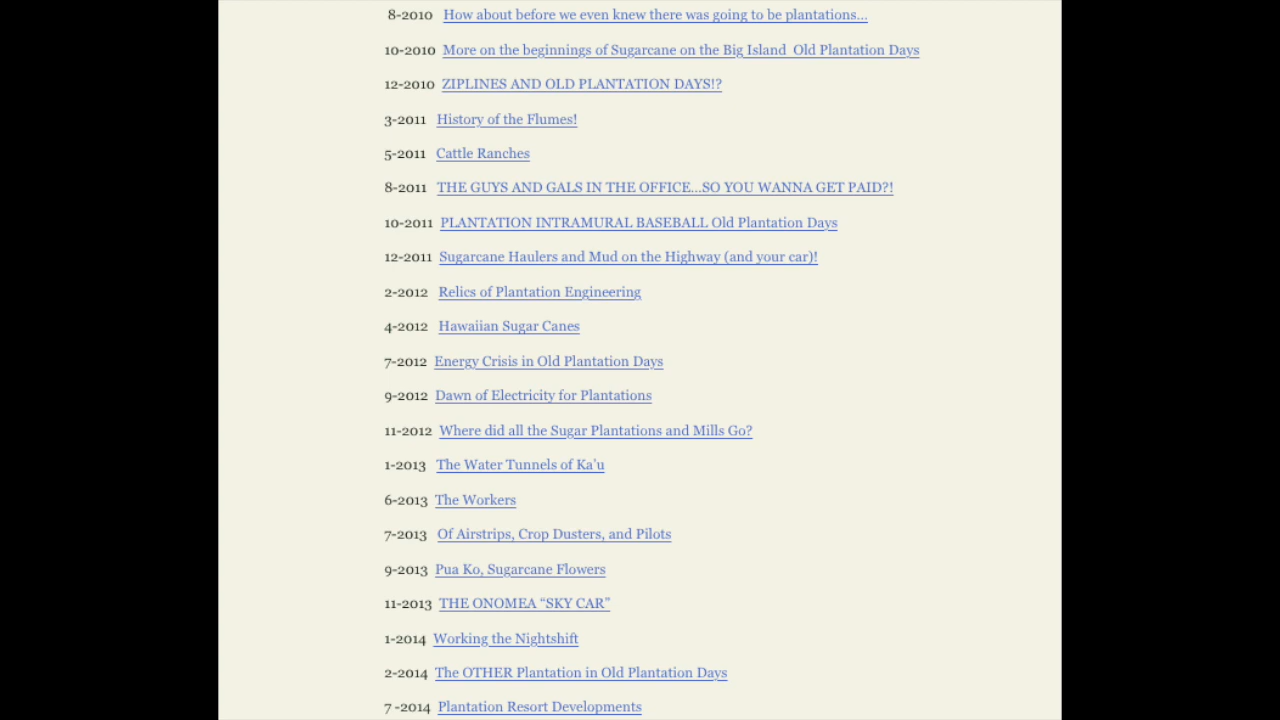 8-2010 How about before we even knew there was going to be plantations...
10-2010 More on the beginnings of Sugarcane on the Big Island Old Plantation Days
12-2010 ZIPLINES AND OLD PLANTATION DAYS!?
3-2011 History of the Flumes!
5-2011 Cattle Ranches
8-2011 THE GUYS AND GALS IN THE OFFICE...SO YOU WANNA GET PAID?!
10-2011 PLANTATION INTRAMURAL BASEBALL Old Plantation Days
12-2011 Sugarcane Haulers and Mud on the Highway (and your car)!
2-2012 Relics of Plantation Engineering
4-2012 Hawaiian Sugar Canes
7-2012 Energy Crisis in Old Plantation Days
9-2012 Dawn of Electricity for Plantations
11-2012 Where did all the Sugar Plantations and Mills Go?
1-2013 The Water Tunnels of Ka'u
6-2013 The Workers
7-2013 Of Airstrips, Crop Dusters, and Pilots
9-2013 Pua Ko, Sugarcane Flowers
11-2013 THE ONOMEA “SKY CAR”
1-2014 Working the Nightshift
2-2014 The OTHER Plantation in Old Plantation Days
7 -2014 Plantation Resort Developments